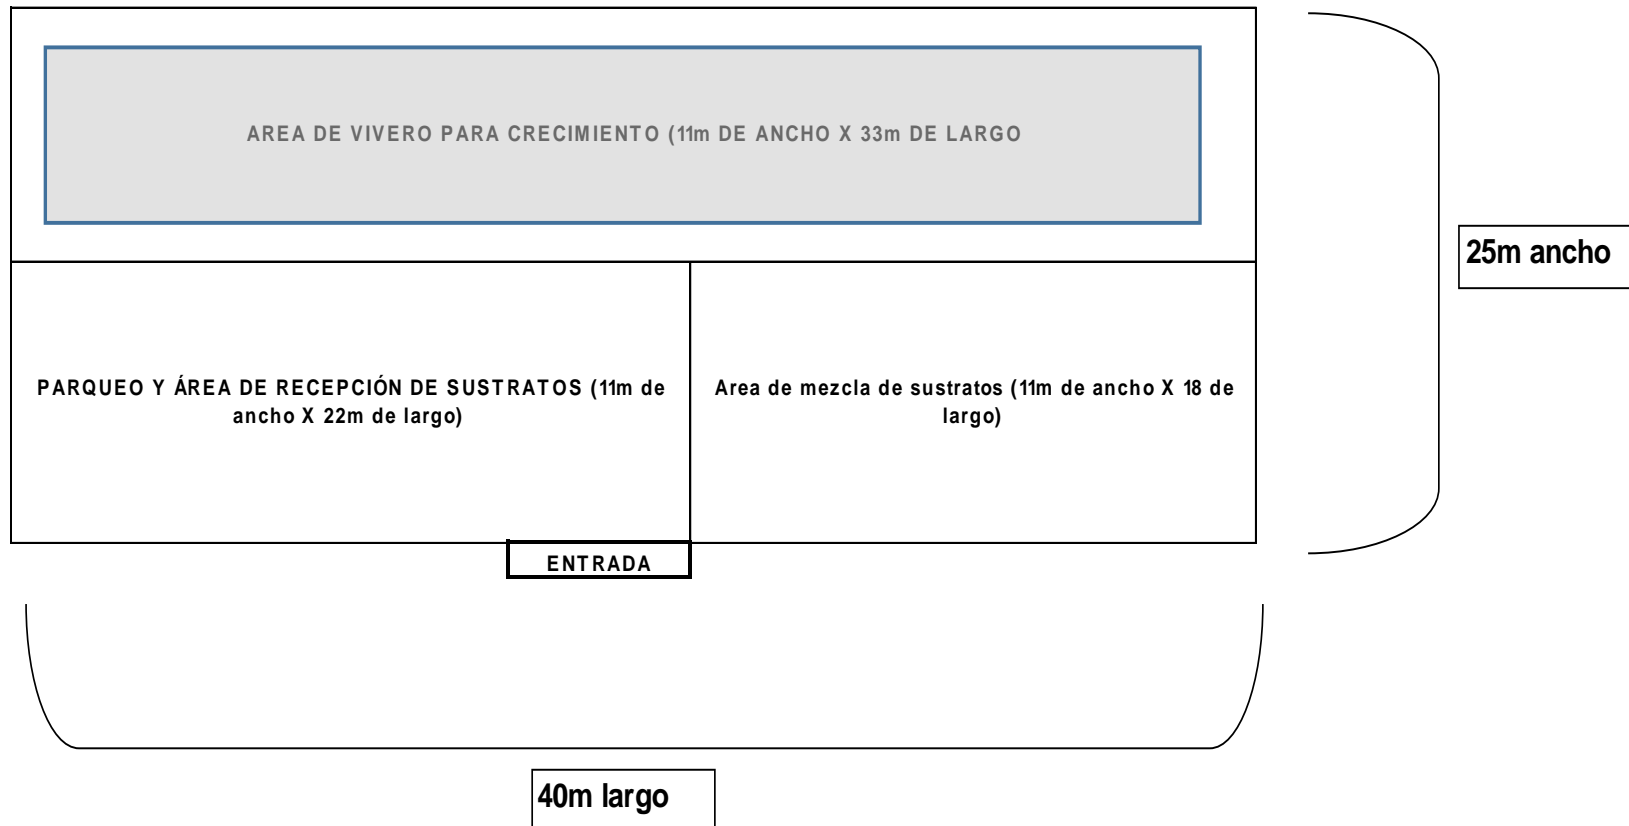 AREA DE VIVERO PARA CRECIMIENTO (11m DE ANCHO X 33m DE LARGO
25m ancho
PARQUEO Y ÁREA DE RECEPCIÓN DE SUSTRATOS (11m de
ancho X 22m de largo)
Area de mezcla de sustratos (11m de ancho X 18 de
largo)
ENTRADA
40m largo